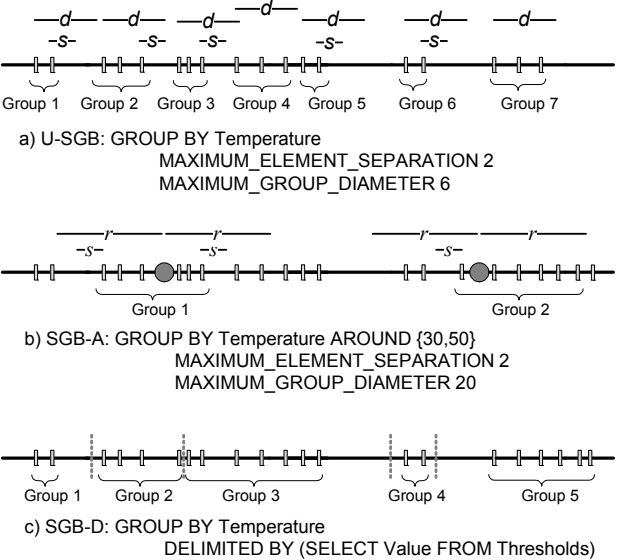 d d d d d d d
s s s s s
Group 1 Group 2 Group 3 Group 4 Group 5 Group 6 Group 7
a) U-SGB: GROUP BY Temperature
MAXIMUM_ELEMENT_SEPARATION 2
MAXIMUM_GROUP_DIAMETER 6
r r r r
s s s
Group 1 Group 2
b) SGB-A: GROUP BY Temperature AROUND {30,50}
MAXIMUM_ELEMENT_SEPARATION 2
MAXIMUM_GROUP_DIAMETER 20
Group 1 Group 2 Group 3 Group 4 Group 5
c) SGB-D: GROUP BY Temperature
DELIMITED BY (SELECT Value FROM Thresholds)